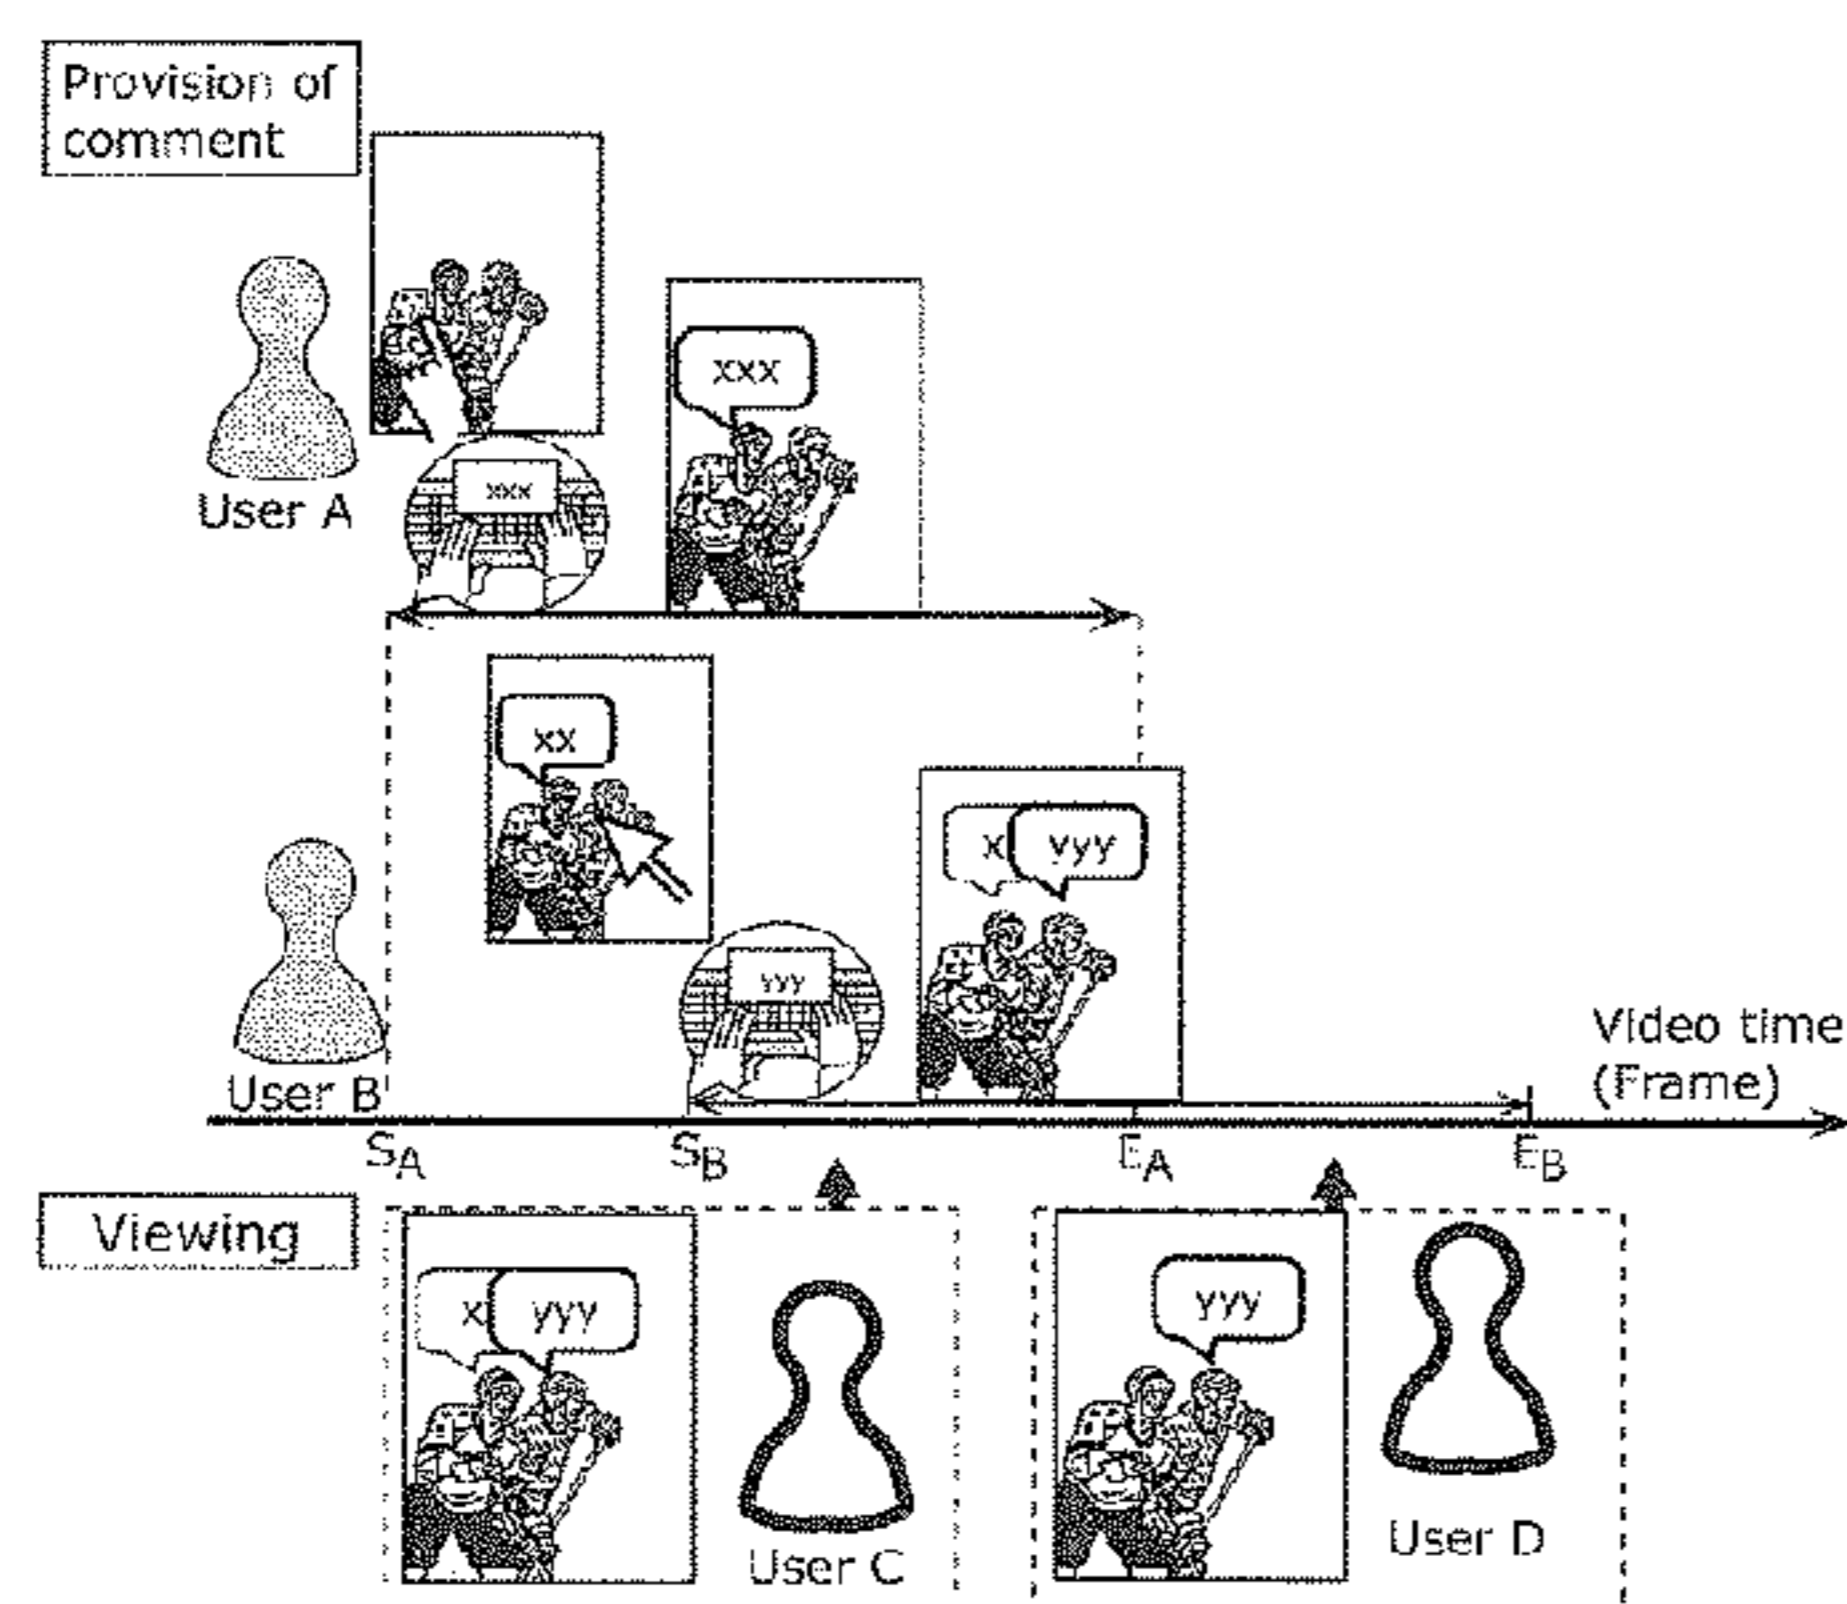 Provision of
comment
xxx
User A
xxx
xx
x
vyy
yyy
User B
Video time
(Frame)
SA
SB
EA
EB
Viewing
x
yyy
yyy
User C
User D